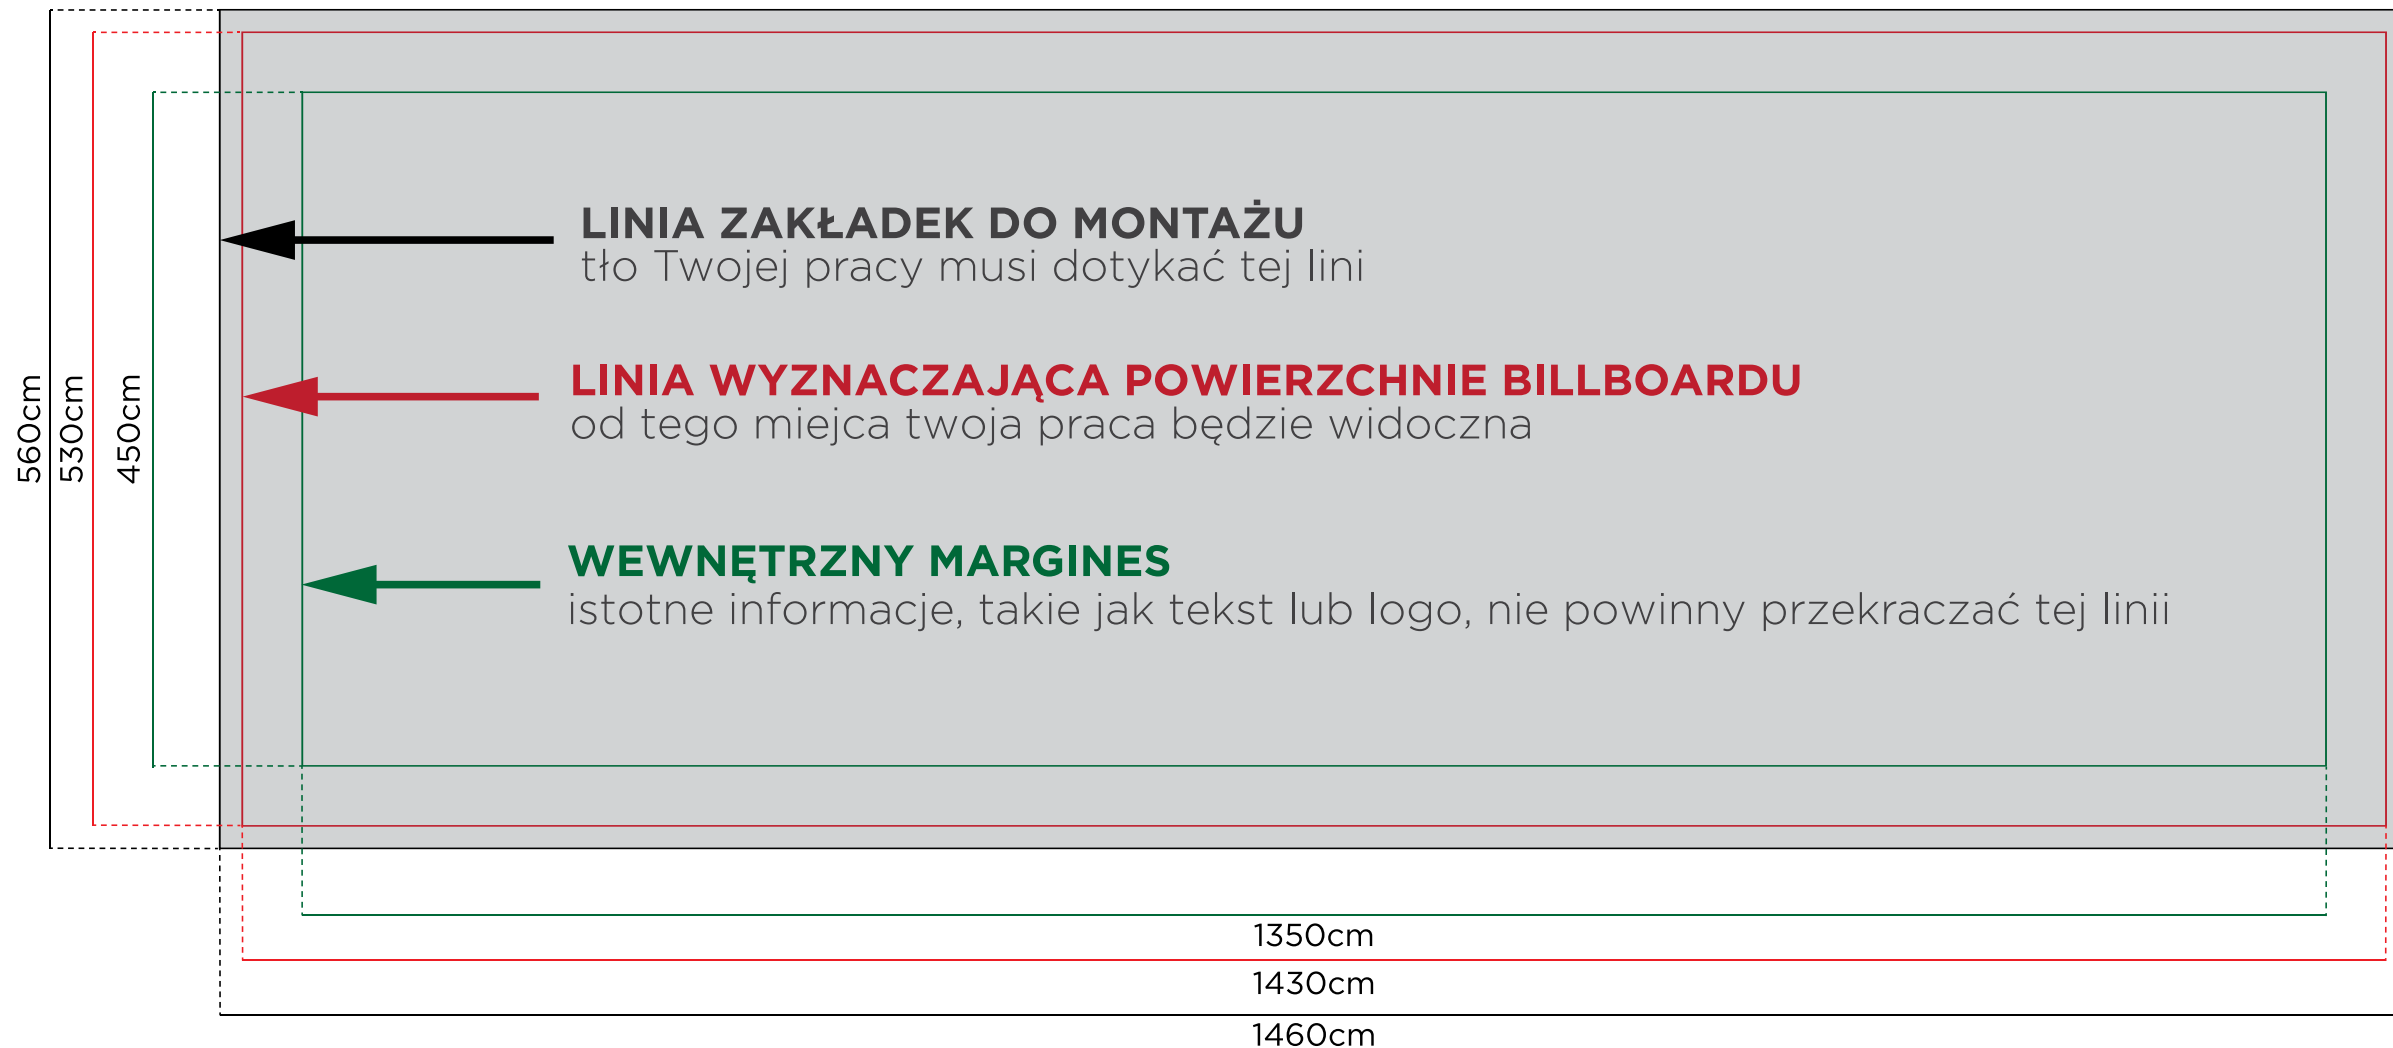 LINIA ZAKŁADEK DO MONTAŻU
tło Twojej pracy musi dotykać tej lini
LINIA WYZNACZAJĄCA POWIERZCHNIE BILLBOARDU
od tego miejca twoja praca będzie widoczna
WEWNĘTRZNY MARGINES
istotne informacje, takie jak tekst lub logo, nie powinny przekraczać tej linii
560cm
530cm
450cm
1350cm
1430cm
1460cm